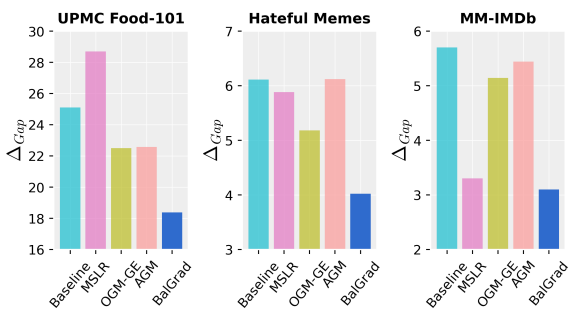 UPMC Food-101
Δ_Gap
30
28
26
24
22
20
18
16
Baseline
MSLR
OGM-GE
AGM
BalGrad
Hateful Memes
Δ_Gap
7
6
5
4
3
Baseline
MSLR
OGM-GE
AGM
BalGrad
MM-IMDb
Δ_Gap
6
5
4
3
2
Baseline
MSLR
OGM-GE
AGM
BalGrad